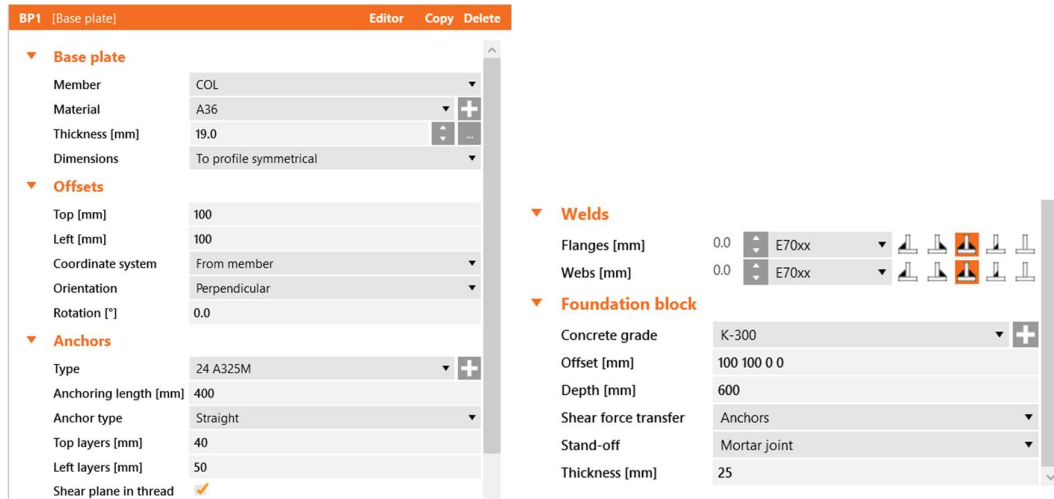 BP1 [Base plate] Editor Copy Delete
Base plate
Member COL
Material A36
Thickness [mm] 19.0 ...
Dimensions To profile symmetrical
Offsets
Top [mm] 100
Left [mm] 100
Coordinate system From member
Orientation Perpendicular
Rotation [°] 0.0
Anchors
Type 24 A325M
Anchoring length [mm] 400
Anchor type Straight
Top layers [mm] 40
Left layers [mm] 50
Shear plane in thread
Welds
Flanges [mm] 0.0 E70xx
Webs [mm] 0.0 E70xx
Foundation block
Concrete grade K-300
Offset [mm] 100 100 0 0
Depth [mm] 600
Shear force transfer Anchors
Stand-off Mortar joint
Thickness [mm] 25